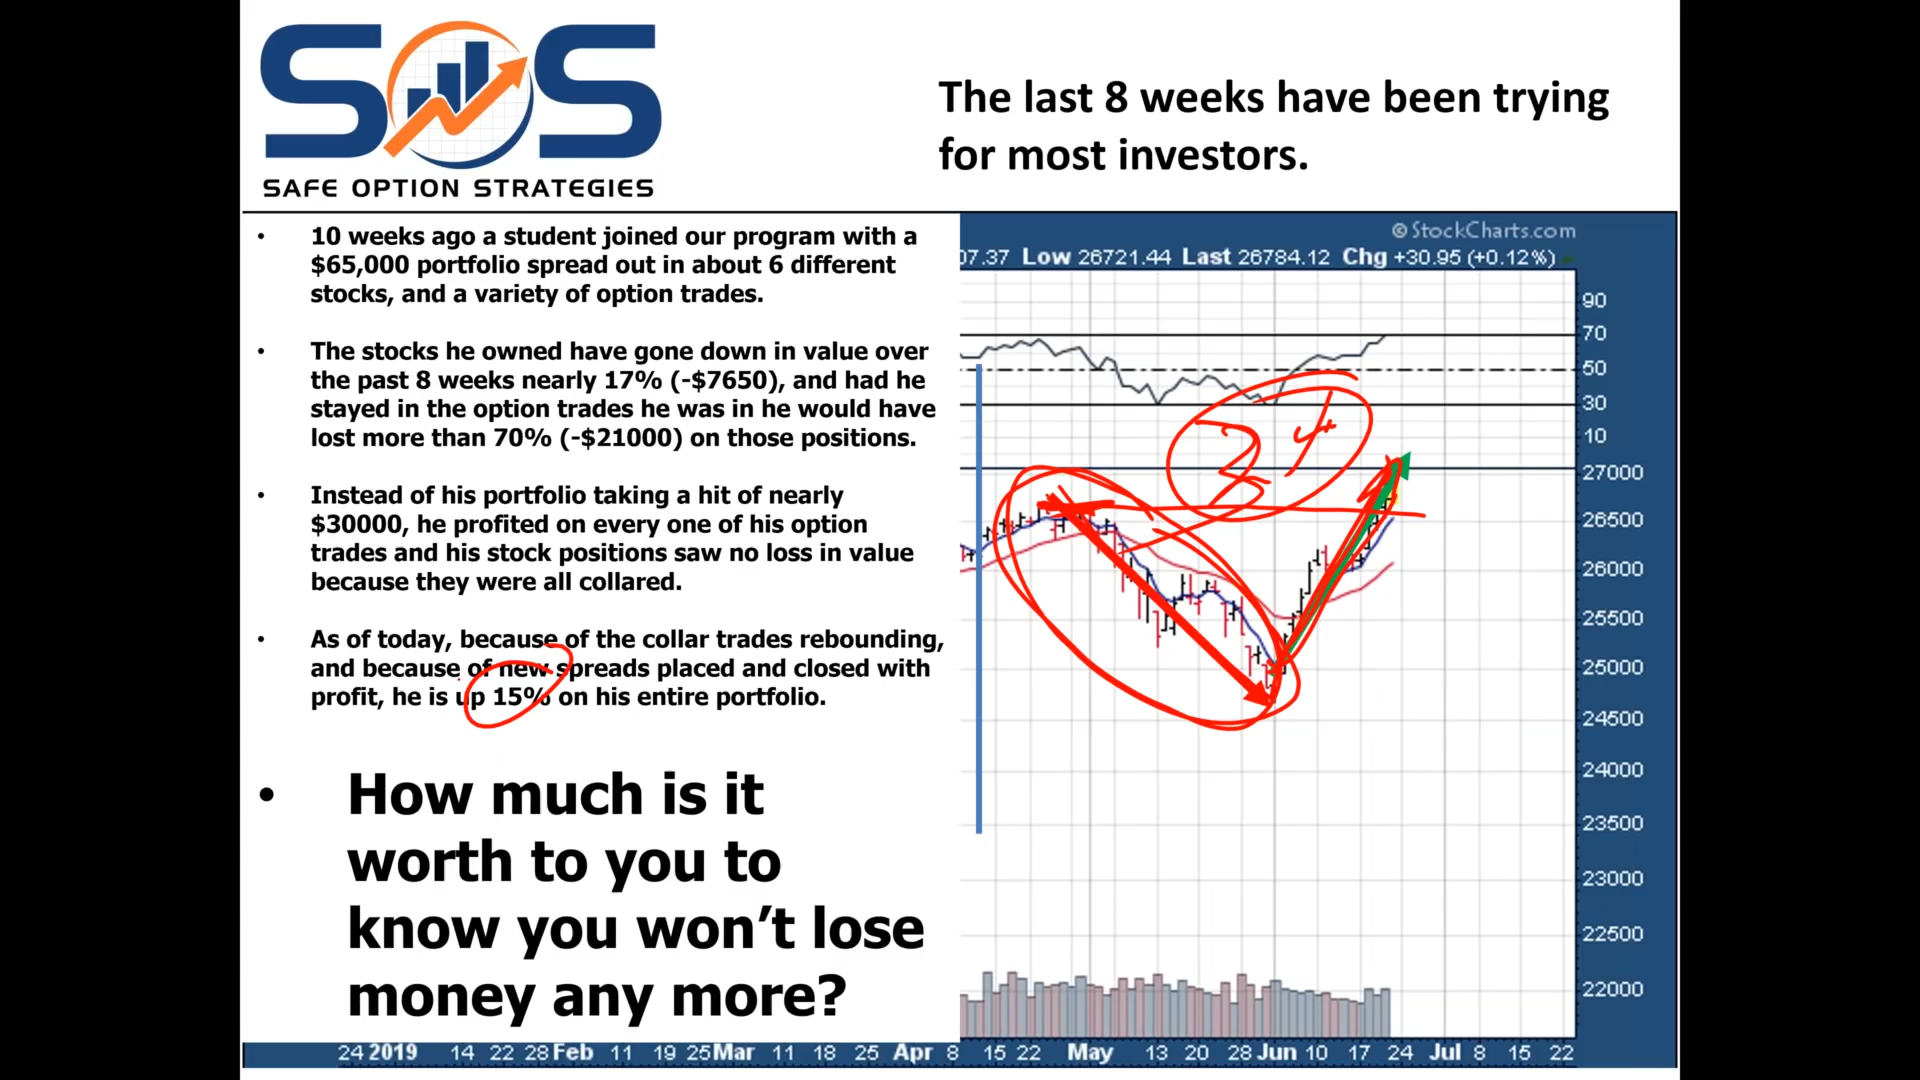 SOS
SAFE OPTION STRATEGIES
The last 8 weeks have been trying
for most investors.
• 10 weeks ago a student joined our program with a
$65,000 portfolio spread out in about 6 different
stocks, and a variety of option trades.
• The stocks he owned have gone down in value over
the past 8 weeks nearly 17% (-$7650), and had he
stayed in the option trades he was in he would have
lost more than 70% (-$21000) on those positions.
• Instead of his portfolio taking a hit of nearly
$30000, he profited on every one of his option
trades and his stock positions saw no loss in value
because they were all collared.
• As of today, because of the collar trades rebounding,
and because of new spreads placed and closed with
profit, he is up 15% on his entire portfolio.
• How much is it
worth to you to
know you won't lose
money any more?
© StockCharts.com
07.37 Low 26721.44 Last 26784.12 Chg +30.95 (+0.12%)
90
70
50
30
10
27000
26500
26000
25500
25000
24500
24000
23500
23000
22500
22000
24 2019 14 22 28 Feb 11 19 25 Mar 11 18 25 Apr 8 15 22 May 13 20 28 Jun 10 17 24 Jul 8 15 22